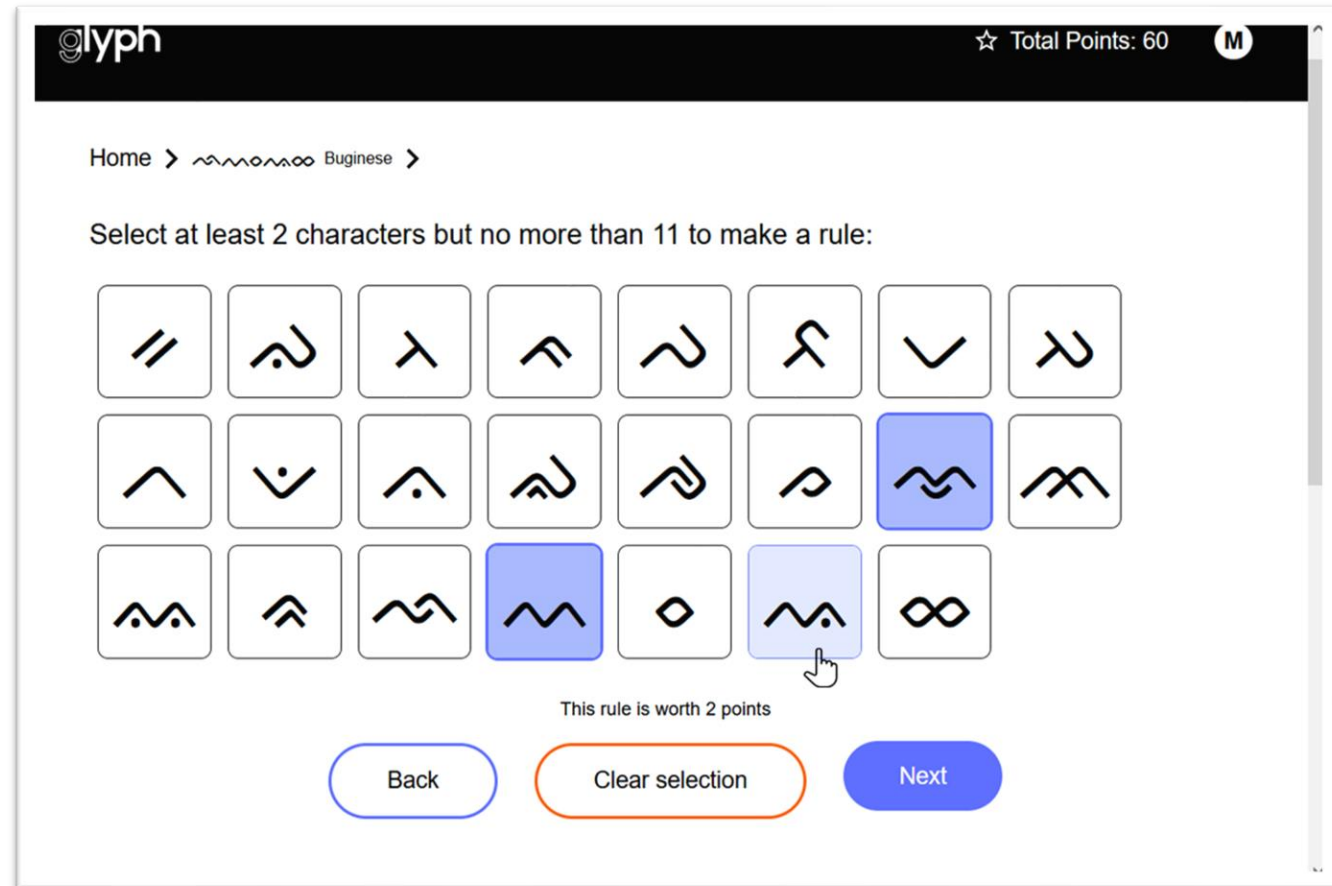 glyph
☆ Total Points: 60 M
Home > Buginese >
Select at least 2 characters but no more than 11 to make a rule:
ᨀ ᨁ ᨂ ᨃ ᨄ ᨅ ᨆ ᨇ
ᨈ ᨉ ᨊ ᨋ ᨌ ᨍ ᨎ ᨏ
ᨐ ᨑ ᨒ ᨓ ᨔ ᨕ ᨖ
This rule is worth 2 points
Back Clear selection Next